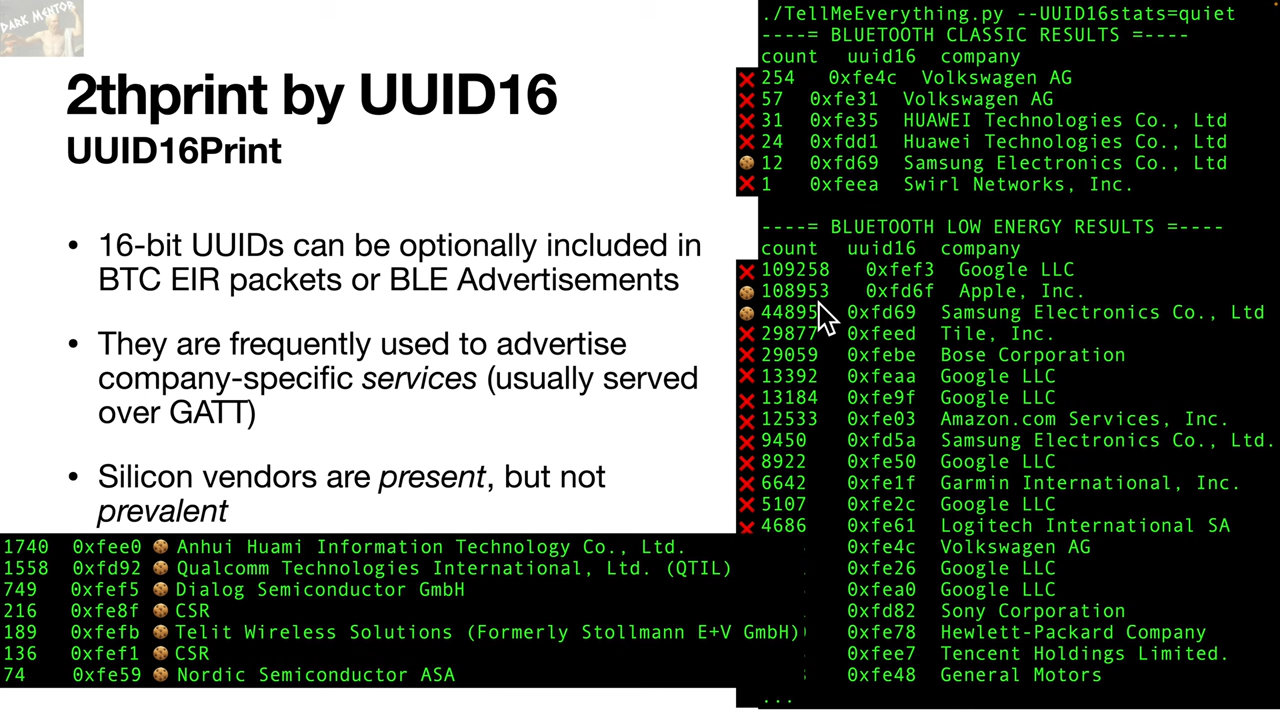 DARK MENTOR
2thprint by UUID16
UUID16Print
• 16-bit UUIDs can be optionally included in
BTC EIR packets or BLE Advertisements
• They are frequently used to advertise
company-specific services (usually served
over GATT)
• Silicon vendors are present, but not
prevalent
1740 0xfee0 Anhui Huami Information Technology Co., Ltd.
1558 0xfd92 Qualcomm Technologies International, Ltd. (QTIL)
749 0xfef5 Dialog Semiconductor GmbH
216 0xfe8f CSR
189 0xfefb Telit Wireless Solutions (Formerly Stollmann E+V GmbH)
136 0xfef1 CSR
74 0xfe59 Nordic Semiconductor ASA
./TellMeEverything.py --UUID16stats=quiet
----= BLUETOOTH CLASSIC RESULTS =----
count uuid16 company
254 0xfe4c Volkswagen AG
57 0xfe31 Volkswagen AG
31 0xfe35 HUAWEI Technologies Co., Ltd
24 0xfdd1 Huawei Technologies Co., Ltd
12 0xfd69 Samsung Electronics Co., Ltd
1 0xfeea Swirl Networks, Inc.
----= BLUETOOTH LOW ENERGY RESULTS =----
count uuid16 company
109258 0xfef3 Google LLC
108953 0xfd6f Apple, Inc.
44895 0xfd69 Samsung Electronics Co., Ltd
29877 0xfeed Tile, Inc.
29059 0xfebe Bose Corporation
13392 0xfeaa Google LLC
13184 0xfe9f Google LLC
12533 0xfe03 Amazon.com Services, Inc.
9450 0xfd5a Samsung Electronics Co., Ltd.
8922 0xfe50 Google LLC
6642 0xfe1f Garmin International, Inc.
5107 0xfe2c Google LLC
4686 0xfe61 Logitech International SA
0xfe4c Volkswagen AG
0xfe26 Google LLC
0xfea0 Google LLC
0xfd82 Sony Corporation
0xfe78 Hewlett-Packard Company
0xfee7 Tencent Holdings Limited.
0xfe48 General Motors
...